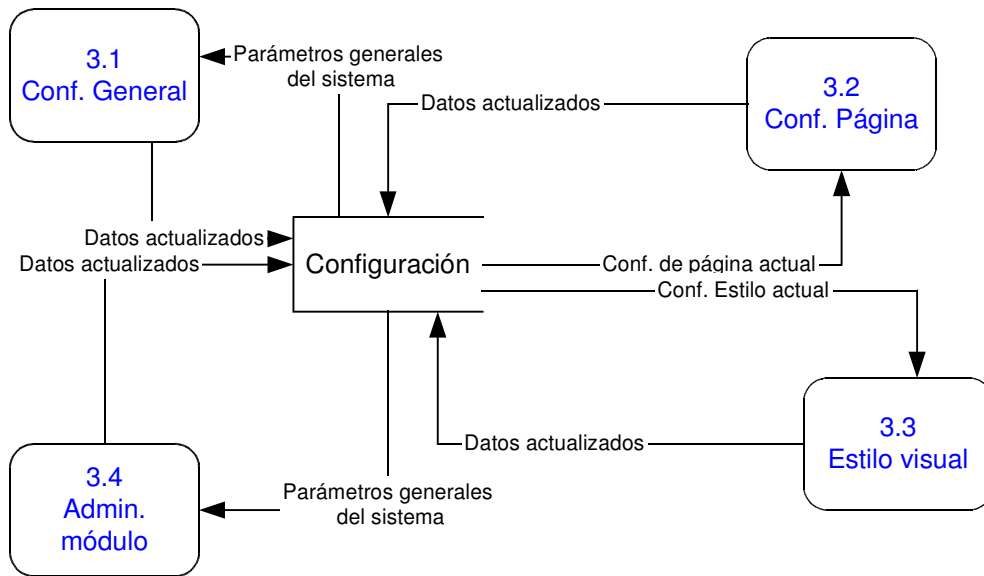 3.1
Conf. General
Parámetros generales
del sistema
Datos actualizados
3.2
Conf. Página
Datos actualizados
Datos actualizados
Configuración
Conf. de página actual
Conf. Estilo actual
Datos actualizados
3.3
Estilo visual
3.4
Admin.
módulo
Parámetros generales
del sistema